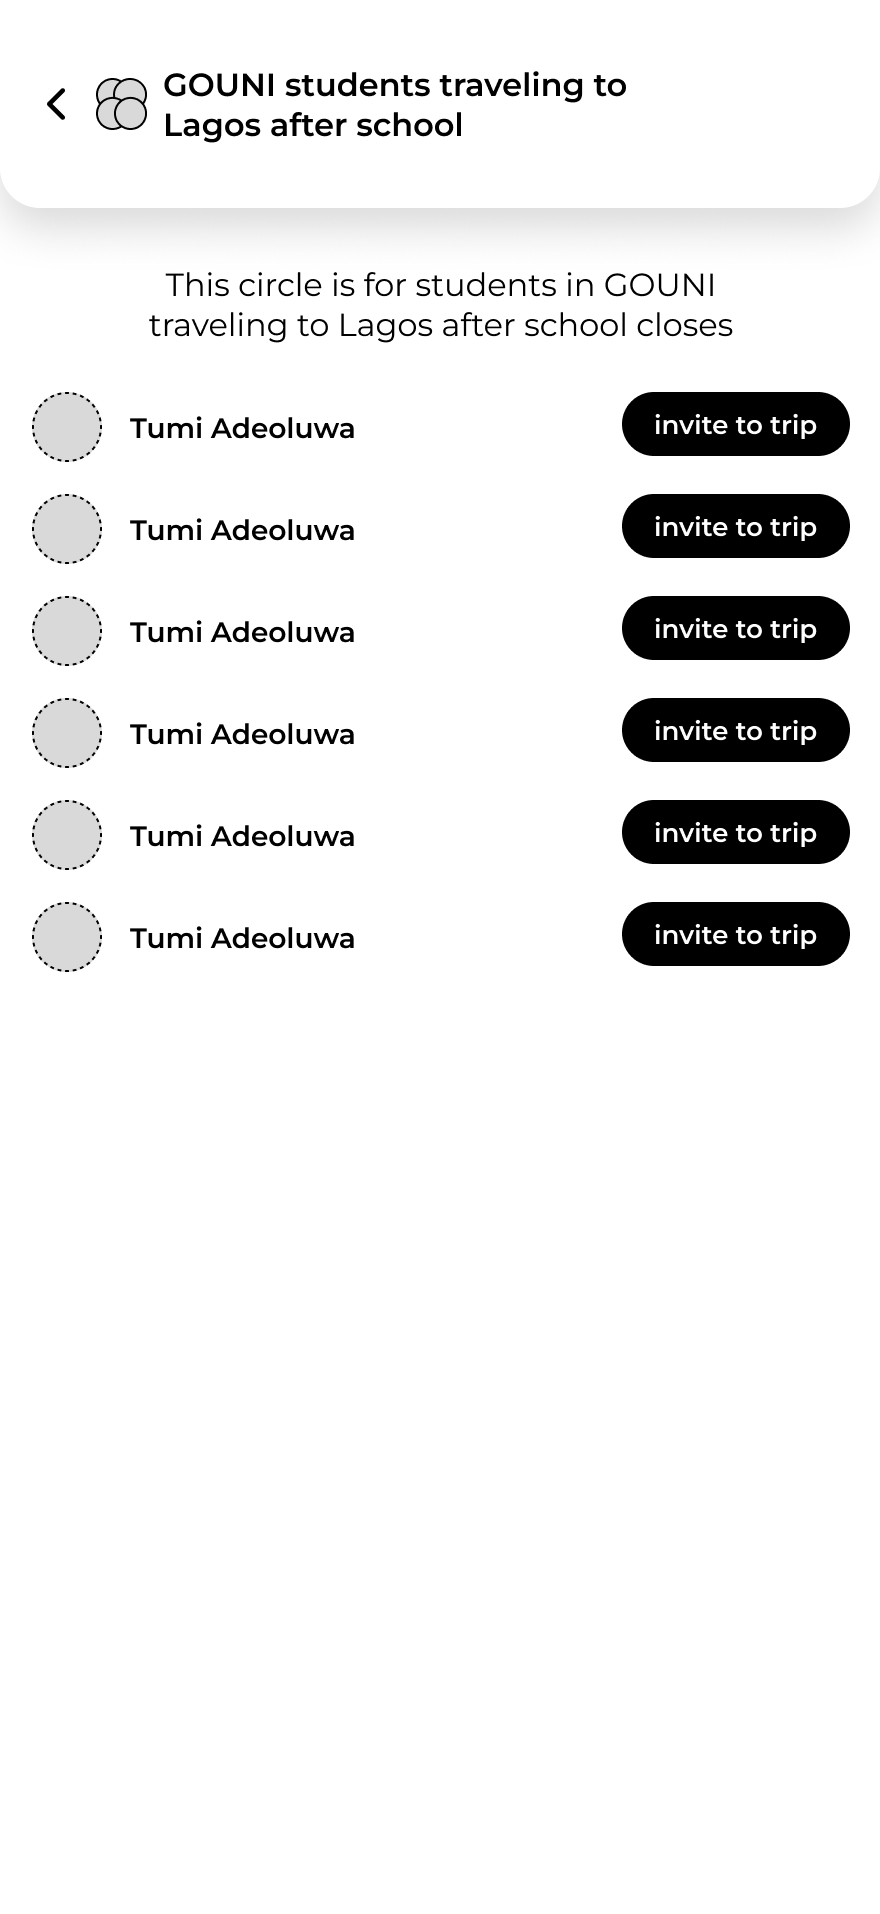 GOUNI students traveling to
Lagos after school
This circle is for students in GOUNI
traveling to Lagos after school closes
Tumi Adeoluwa
invite to trip
Tumi Adeoluwa
invite to trip
Tumi Adeoluwa
invite to trip
Tumi Adeoluwa
invite to trip
Tumi Adeoluwa
invite to trip
Tumi Adeoluwa
invite to trip